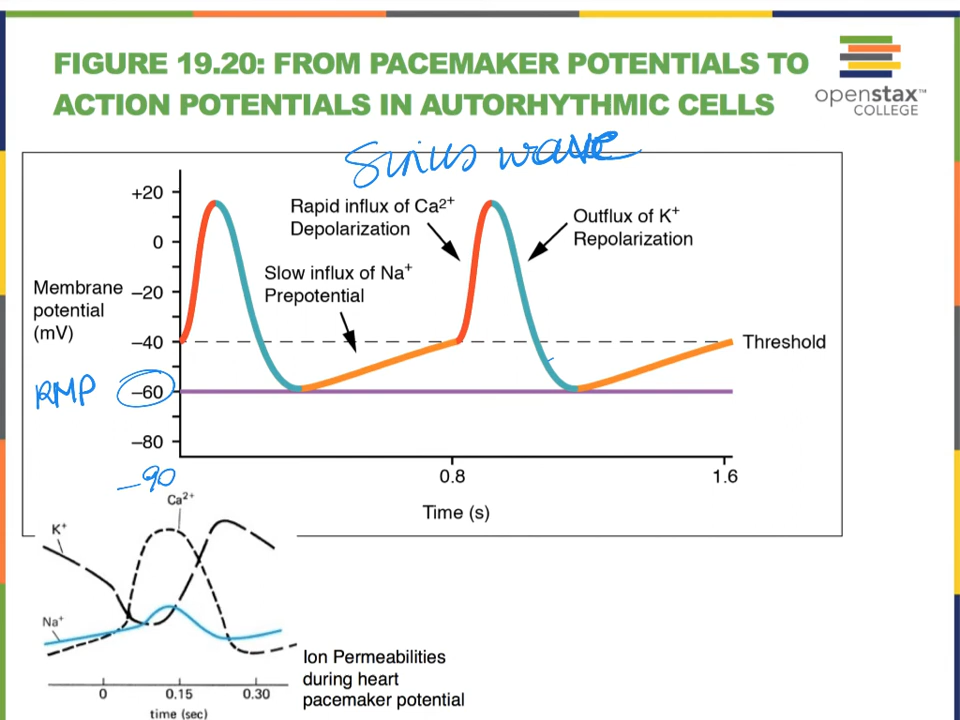 FIGURE 19.20: FROM PACEMAKER POTENTIALS TO
ACTION POTENTIALS IN AUTORHYTHMIC CELLS
openstax™
COLLEGE
Sinus wave
+20
0
−20
−40
−60
−80
Membrane
potential
(mV)
RMP
−90
Rapid influx of Ca²⁺
Depolarization
Outflux of K⁺
Repolarization
Slow influx of Na⁺
Prepotential
Threshold
0.8
1.6
Time (s)
Ca²⁺
K⁺
Na⁺
0
0.15
0.30
time (sec)
Ion Permeabilities
during heart
pacemaker potential